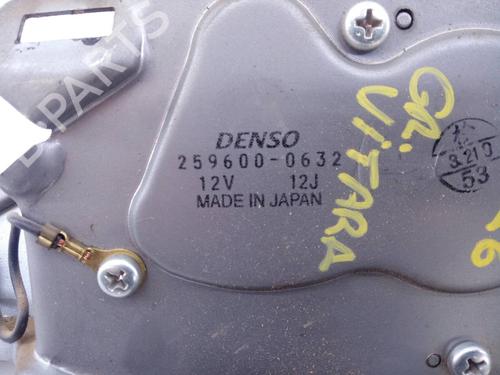 B-PARTS
DENSO
259600-0632
12V 12J
MADE IN JAPAN
GR.
VITARA
53